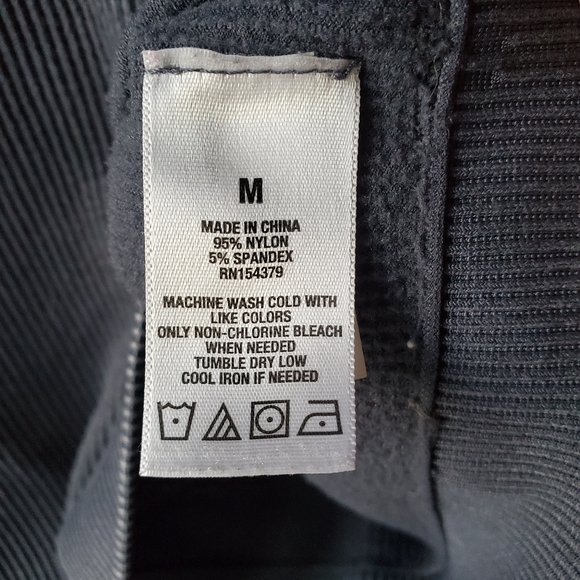 M
MADE IN CHINA
95% NYLON
5% SPANDEX
RN154379
MACHINE WASH COLD WITH
LIKE COLORS
ONLY NON-CHLORINE BLEACH
WHEN NEEDED
TUMBLE DRY LOW
COOL IRON IF NEEDED